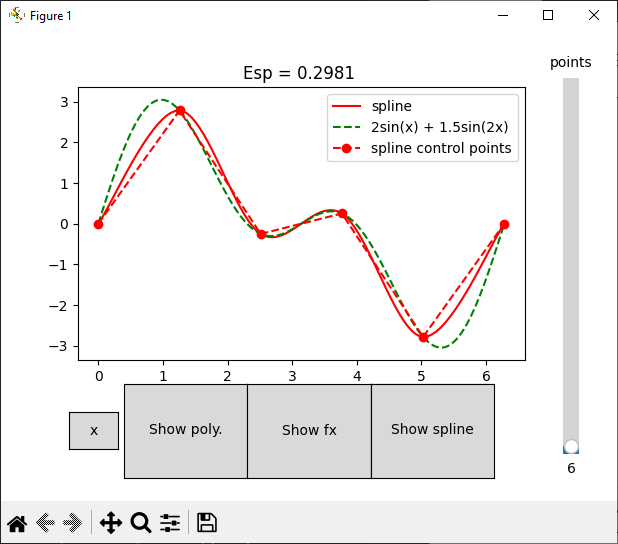 Figure 1
points
Esp = 0.2981
spline
2sin(x) + 1.5sin(2x)
spline control points
3
2
1
0
−1
−2
−3
0 1 2 3 4 5 6
x
Show poly.
Show fx
Show spline
6